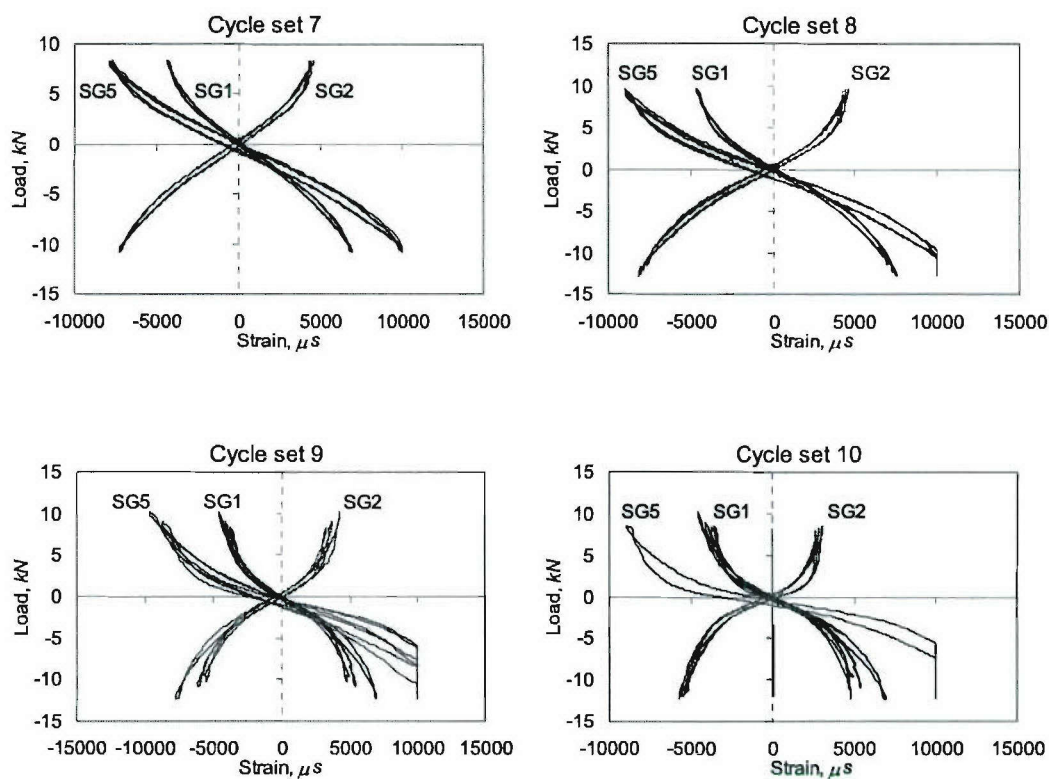 Cycle set 7
10
SG5
SG1
SG2
5
0
-5
-10
-15
Load, kN
-10000 -5000 0 5000 10000 15000
Strain, μs
Cycle set 8
15
SG5
SG1
SG2
10
5
0
-5
-10
-15
Load, kN
-10000 -5000 0 5000 10000 15000
Strain, μs
Cycle set 9
15
SG5
SG1
SG2
10
5
0
-5
-10
-15
Load, kN
-15000 -10000 -5000 0 5000 10000 15000
Strain, μs
Cycle set 10
15
SG5
SG1
SG2
10
5
0
-5
-10
-15
Load, kN
-10000 -5000 0 5000 10000 15000
Strain, μs